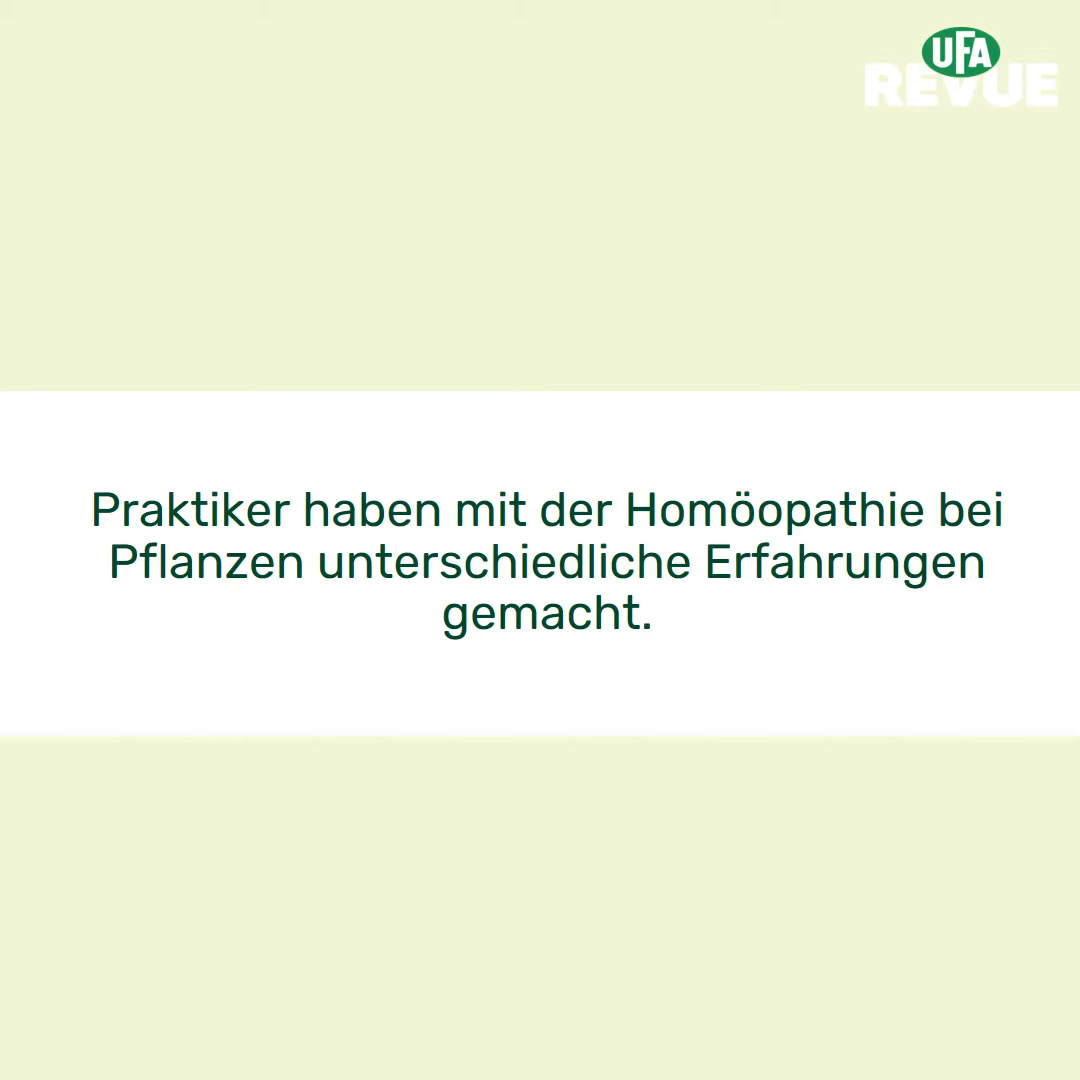 UFA
REVUE
Praktiker haben mit der Homöopathie bei
Pflanzen unterschiedliche Erfahrungen
gemacht.